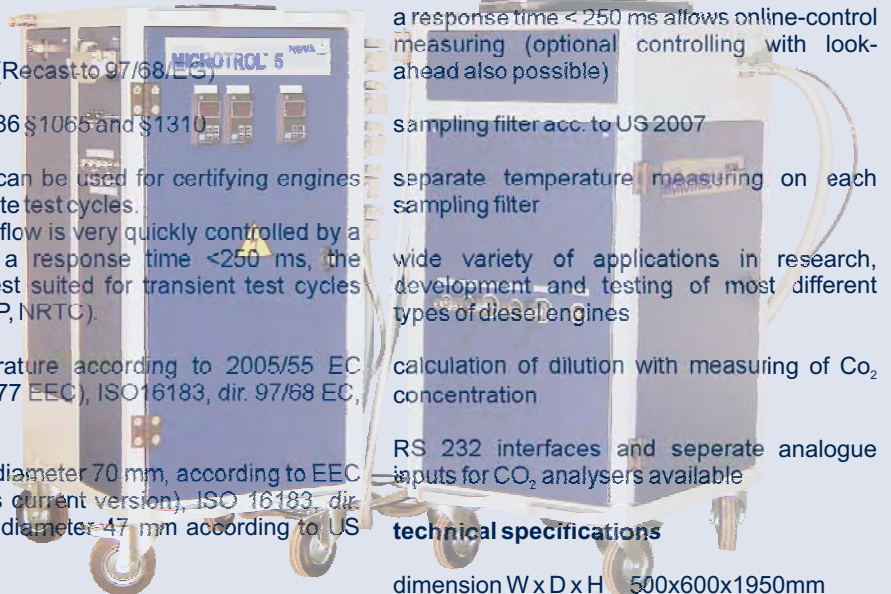 (Recast to 97/68/EG)
36 §1065 and §1310
can be used for certifying engines
te test cycles.
flow is very quickly controlled by a
a response time <250 ms, the
est suited for transient test cycles
P, NRTC).
rature according to 2005/55 EC
77 EEC), ISO16183, dir. 97/68 EC,
diameter 70 mm, according to EEC
s current version), ISO 16183, dir.
diameter 47 mm according to US
MICROTROL 5
a response time < 250 ms allows online-control
measuring (optional controlling with look-
ahead also possible)
sampling filter acc. to US 2007
separate temperature measuring on each
sampling filter
wide variety of applications in research,
development and testing of most different
types of diesel engines
calculation of dilution with measuring of Co₂
concentration
RS 232 interfaces and seperate analogue
inputs for CO₂ analysers available
technical specifications
dimension W x D x H 500x600x1950mm